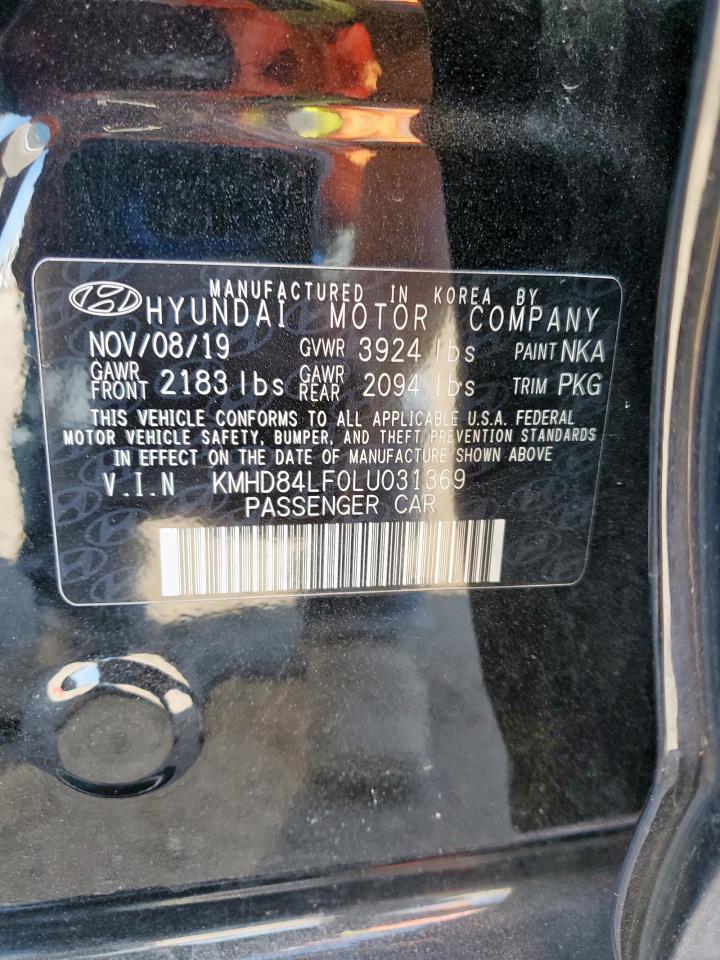 MANUFACTURED IN KOREA BY
HYUNDAI MOTOR COMPANY
NOV/08/19 GVWR 3924 lbs PAINT NKA
GAWR FRONT 2183 lbs GAWR REAR 2094 lbs TRIM PKG
THIS VEHICLE CONFORMS TO ALL APPLICABLE U.S.A. FEDERAL
MOTOR VEHICLE SAFETY, BUMPER, AND THEFT PREVENTION STANDARDS
IN EFFECT ON THE DATE OF MANUFACTURE SHOWN ABOVE
V.I.N KMHD84LF0LU031369
PASSENGER CAR